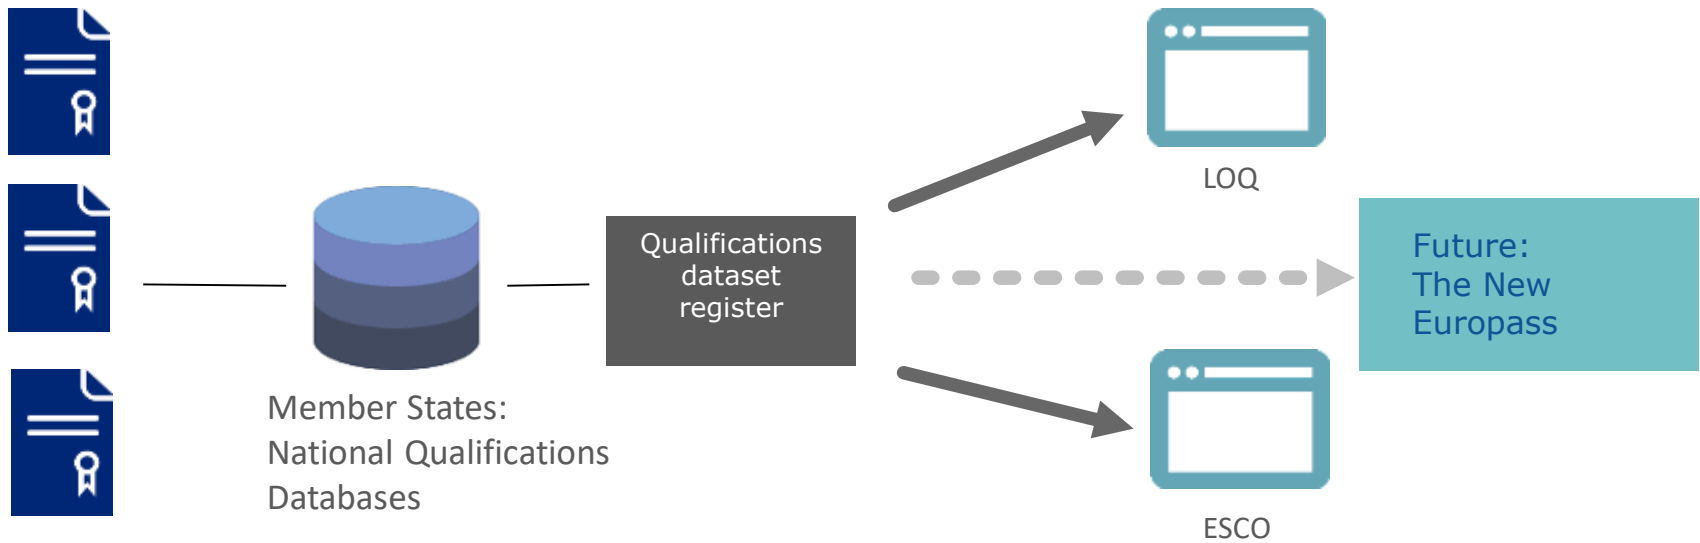 Member States:
National Qualifications
Databases
Qualifications
dataset
register
LOQ
ESCO
Future:
The New
Europass